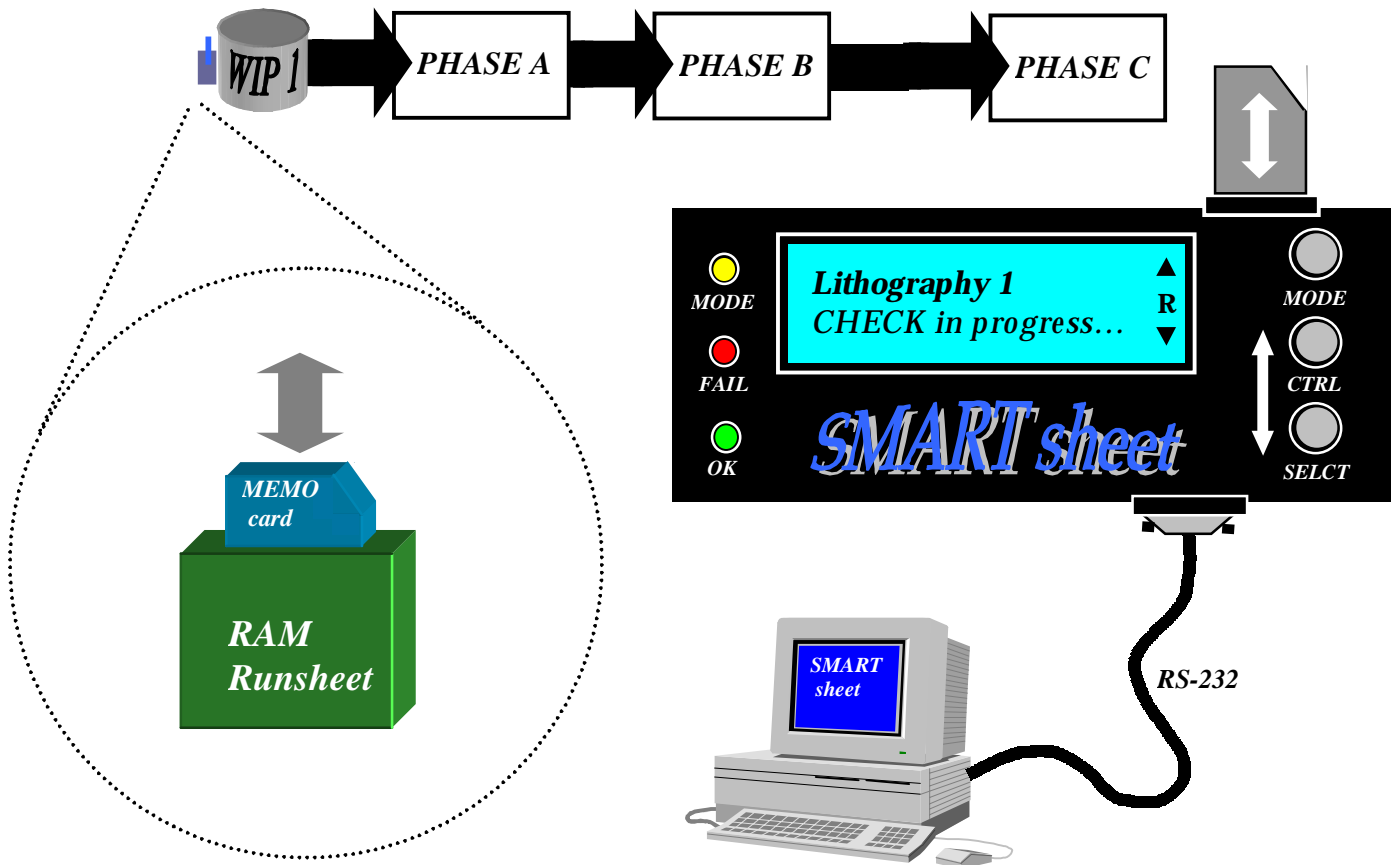 WIP 1
PHASE A
PHASE B
PHASE C
MODE
FAIL
OK
Lithography 1
CHECK in progress...
R
MODE
CTRL
SELCT
SMART sheet
MEMO
card
RAM
Runsheet
SMART
sheet
RS-232